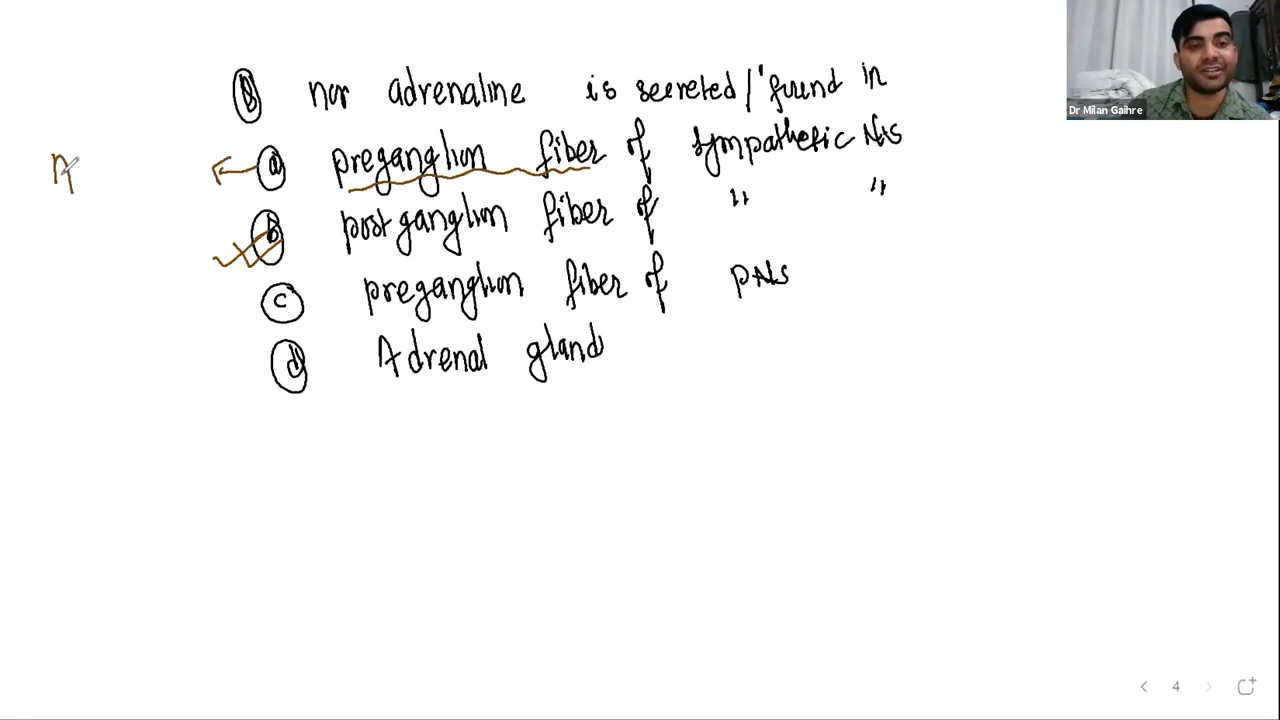 Dr Milan Gaihre
Q nor adrenaline is secreted / found in
a preganglion fiber of sympathetic NS
b postganglion fiber of " "
c preganglion fiber of PNS
d Adrenal gland
4